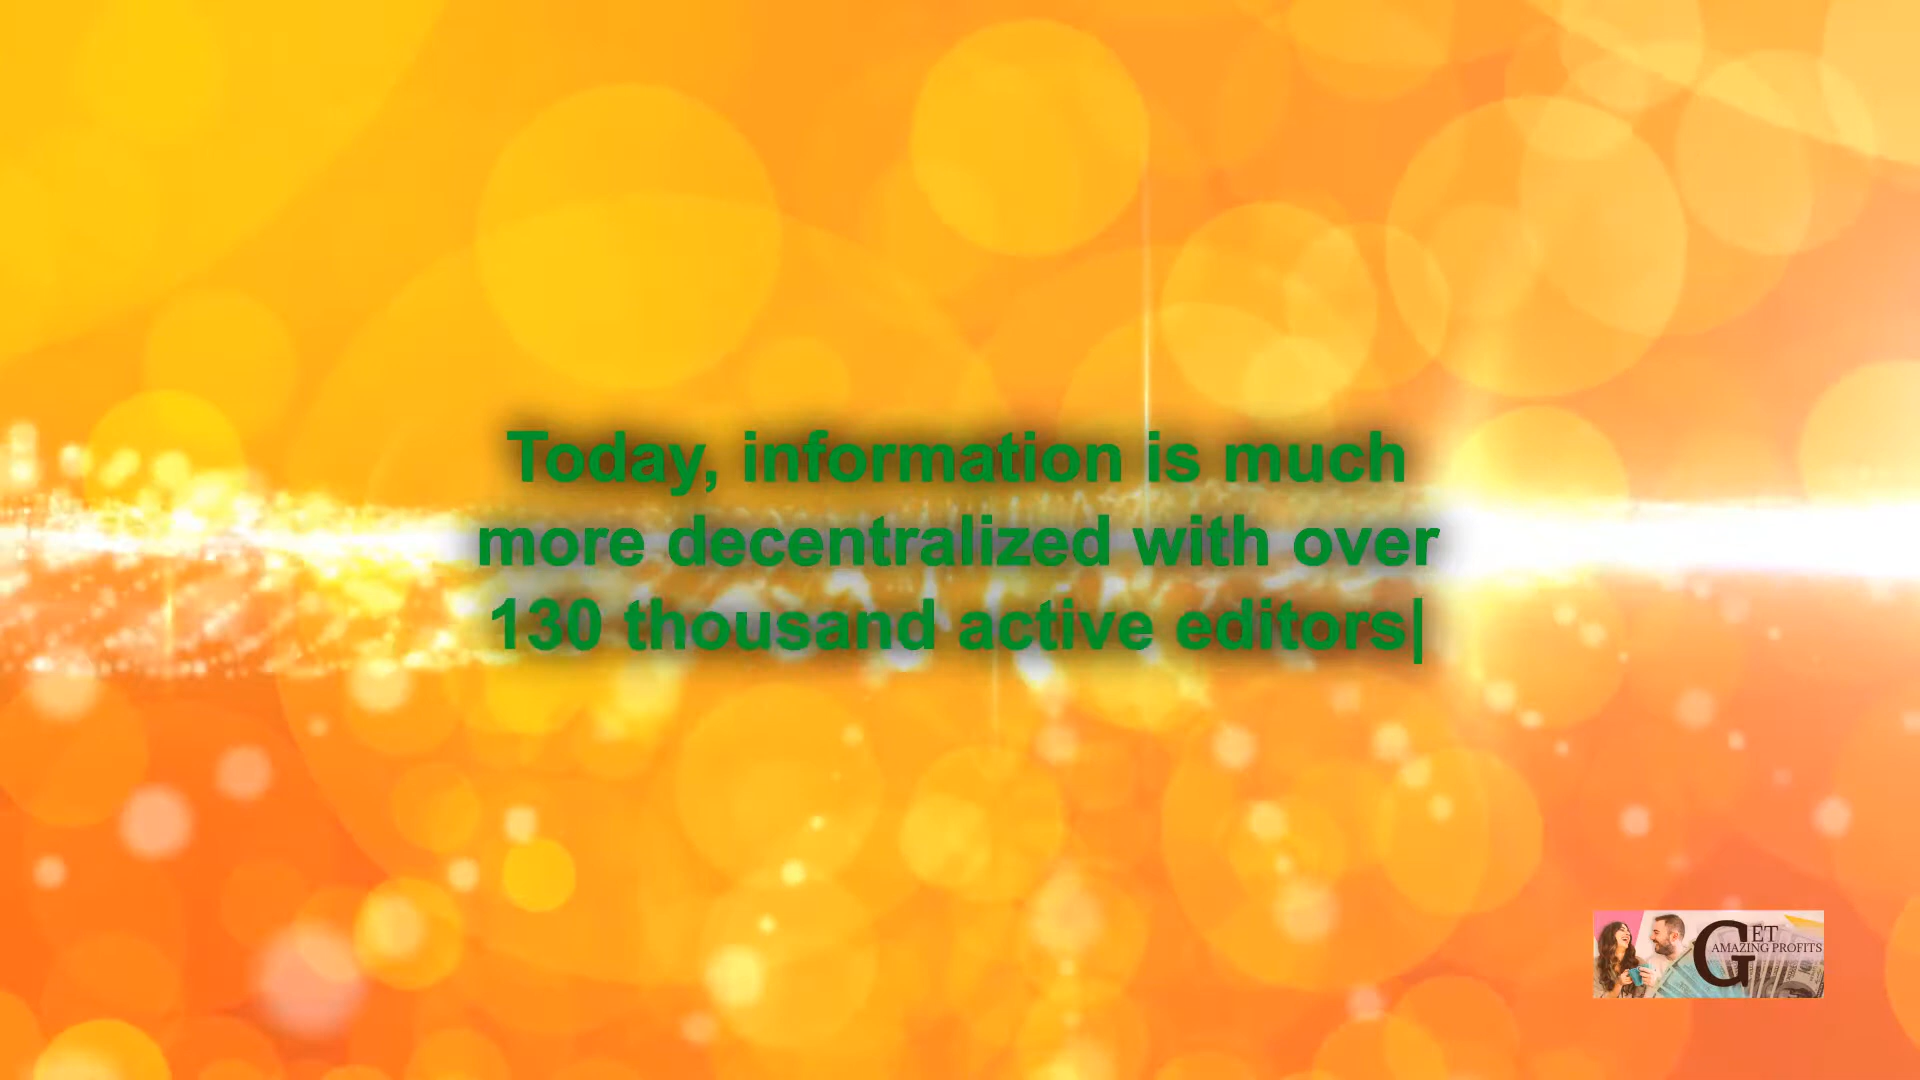 Today, information is much
more decentralized with over
130 thousand active editors|
GET
AMAZING PROFITS